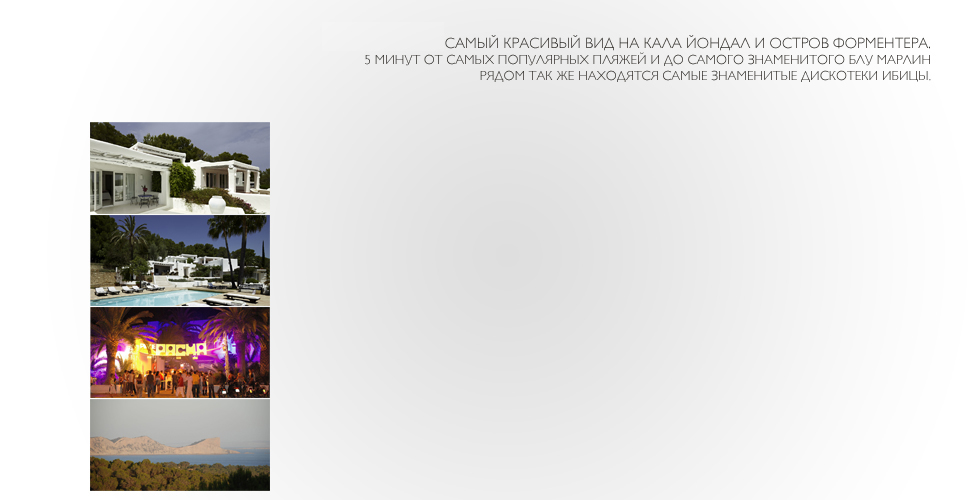 САМЫЙ КРАСИВЫЙ ВИД НА КАЛА ЙОНДАЛ И ОСТРОВ ФОРМЕНТЕРА,
5 МИНУТ ОТ САМЫХ ПОПУЛЯРНЫХ ПЛЯЖЕЙ И ДО САМОГО ЗНАМЕНИТОГО БЛУ МАРЛИН
РЯДОМ ТАК ЖЕ НАХОДЯТСЯ САМЫЕ ЗНАМЕНИТЫЕ ДИСКОТЕКИ ИБИЦЫ.